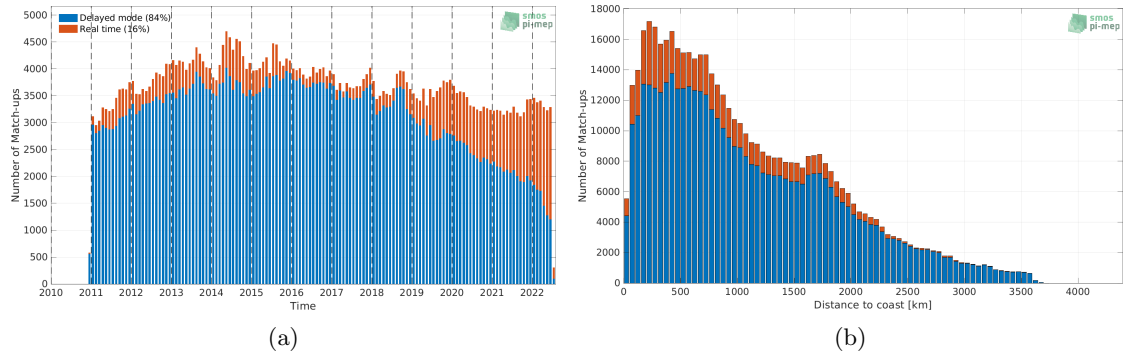 Delayed mode (84%)
Real time (16%)
smos
pi-mep
5000
4500
4000
3500
3000
2500
2000
1500
1000
500
0
Number of Match-ups
2010 2011 2012 2013 2014 2015 2016 2017 2018 2019 2020 2021 2022
Time
(a)
18000
16000
14000
12000
10000
8000
6000
4000
2000
0
Number of Match-ups
smos
pi-mep
0 500 1000 1500 2000 2500 3000 3500 4000
Distance to coast [km]
(b)